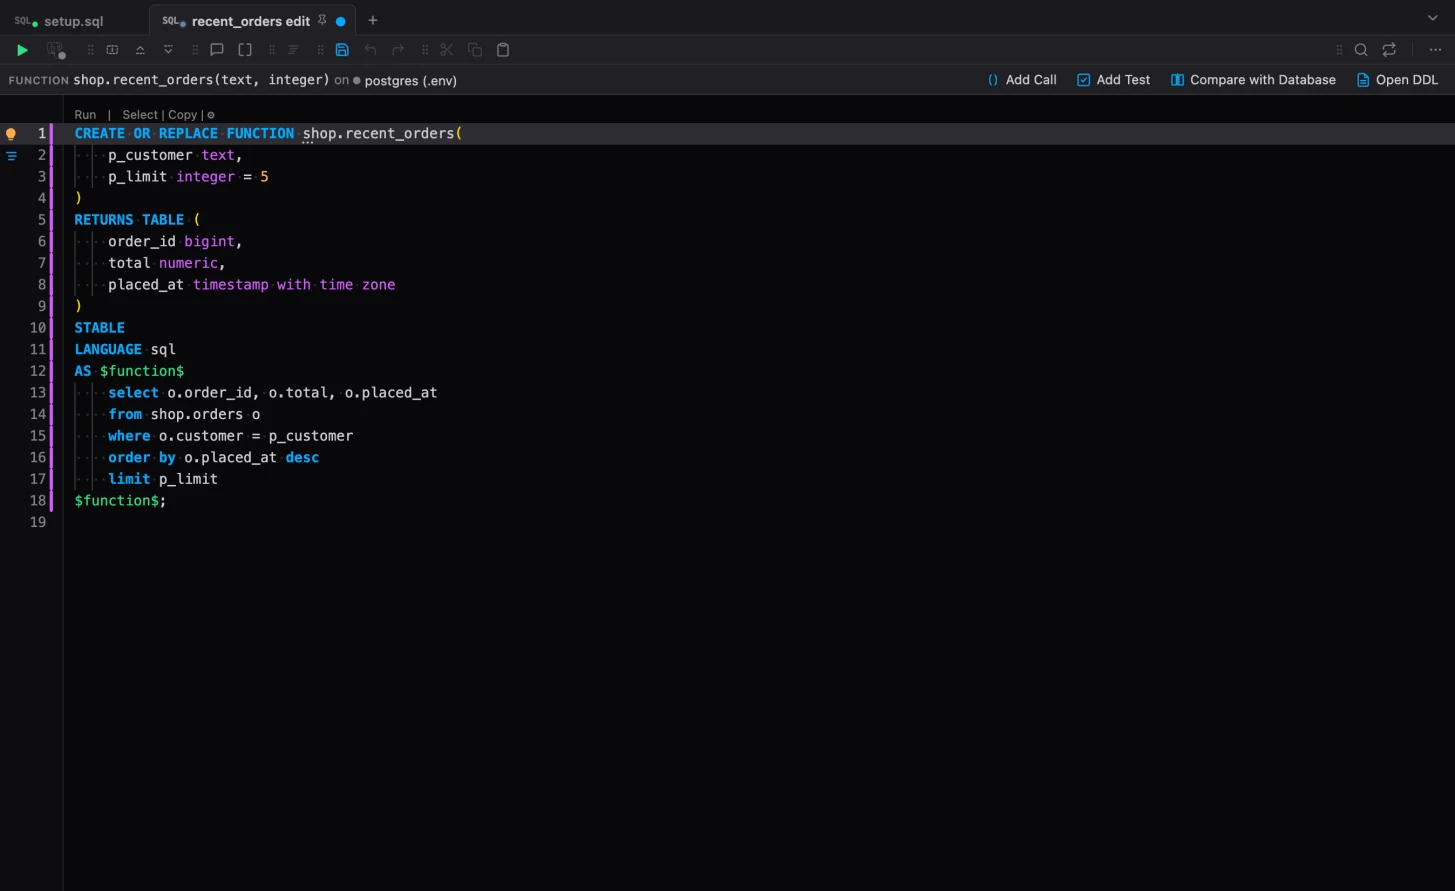 SQL setup.sql SQL recent_orders edit +
FUNCTION shop.recent_orders(text, integer) on postgres (.env) () Add Call Add Test Compare with Database Open DDL
Run | Select | Copy |
1 CREATE OR REPLACE FUNCTION shop.recent_orders(
2 p_customer text,
3 p_limit integer = 5
4 )
5 RETURNS TABLE (
6 order_id bigint,
7 total numeric,
8 placed_at timestamp with time zone
9 )
10 STABLE
11 LANGUAGE sql
12 AS $function$
13 select o.order_id, o.total, o.placed_at
14 from shop.orders o
15 where o.customer = p_customer
16 order by o.placed_at desc
17 limit p_limit
18 $function$;
19